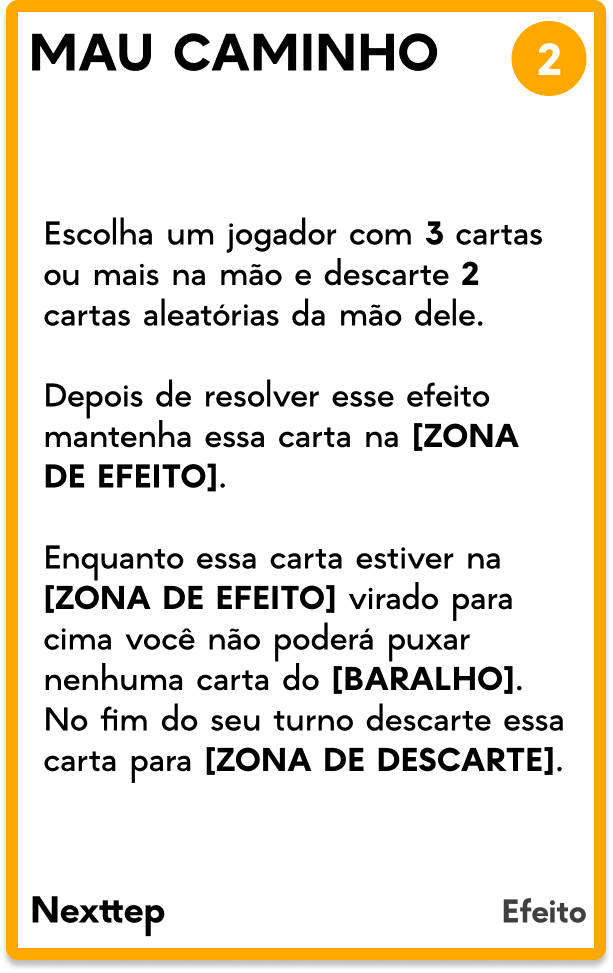 MAU CAMINHO
2
Escolha um jogador com 3 cartas
ou mais na mão e descarte 2
cartas aleatórias da mão dele.
Depois de resolver esse efeito
mantenha essa carta na [ZONA
DE EFEITO].
Enquanto essa carta estiver na
[ZONA DE EFEITO] virado para
cima você não poderá puxar
nenhuma carta do [BARALHO].
No fim do seu turno descarte essa
carta para [ZONA DE DESCARTE].
Nexttep
Efeito